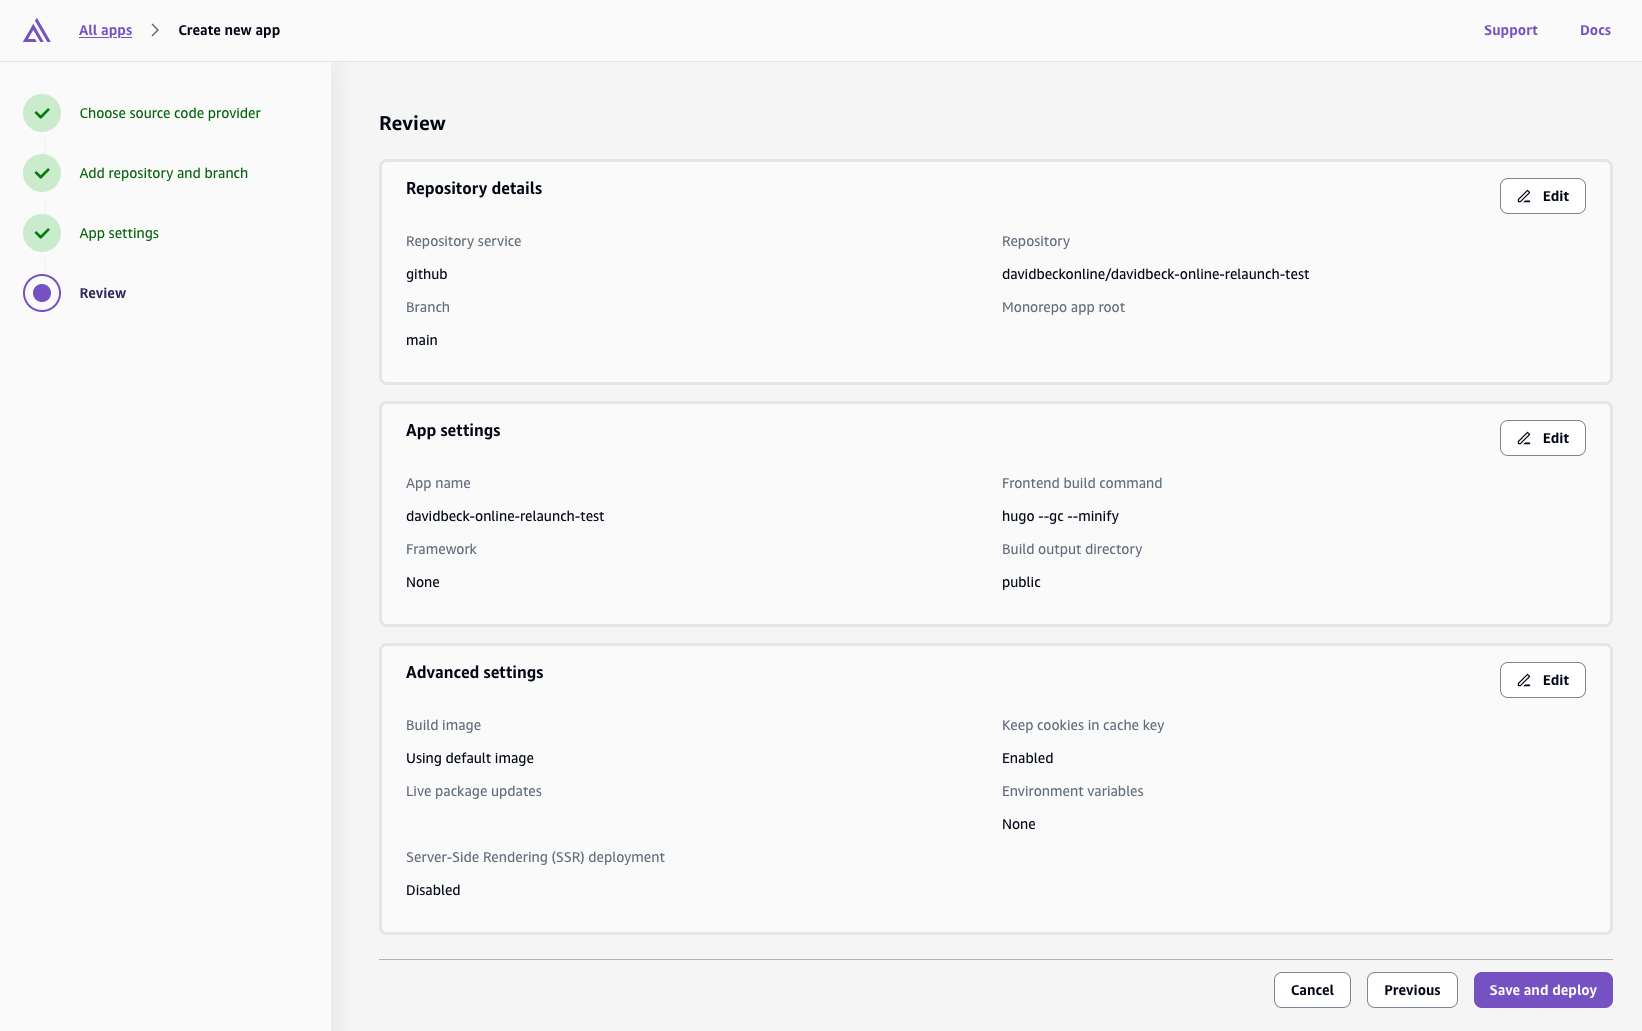 All apps
Create new app
Support
Docs
Choose source code provider
Add repository and branch
App settings
Review
Review
Repository details
Edit
Repository service
Repository
github
davidbeckonline/davidbeck-online-relaunch-test
Branch
Monorepo app root
main
App settings
Edit
App name
Frontend build command
davidbeck-online-relaunch-test
hugo --gc --minify
Framework
Build output directory
None
public
Advanced settings
Edit
Build image
Keep cookies in cache key
Using default image
Enabled
Live package updates
Environment variables
None
Server-Side Rendering (SSR) deployment
Disabled
Cancel
Previous
Save and deploy